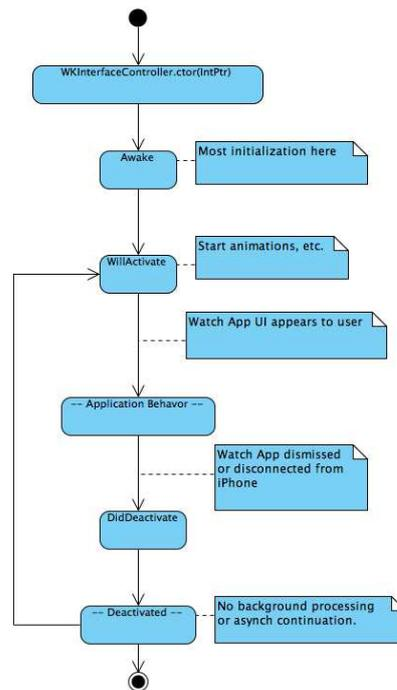 WKInterfaceController.ctor(IntPtr)
Awake
Most initialization here
WillActivate
Start animations, etc.
Watch App UI appears to user
-- Application Behavor --
Watch App dismissed
or disconnected from
iPhone
DidDeactivate
-- Deactivated --
No background processing
or asynch continuation.